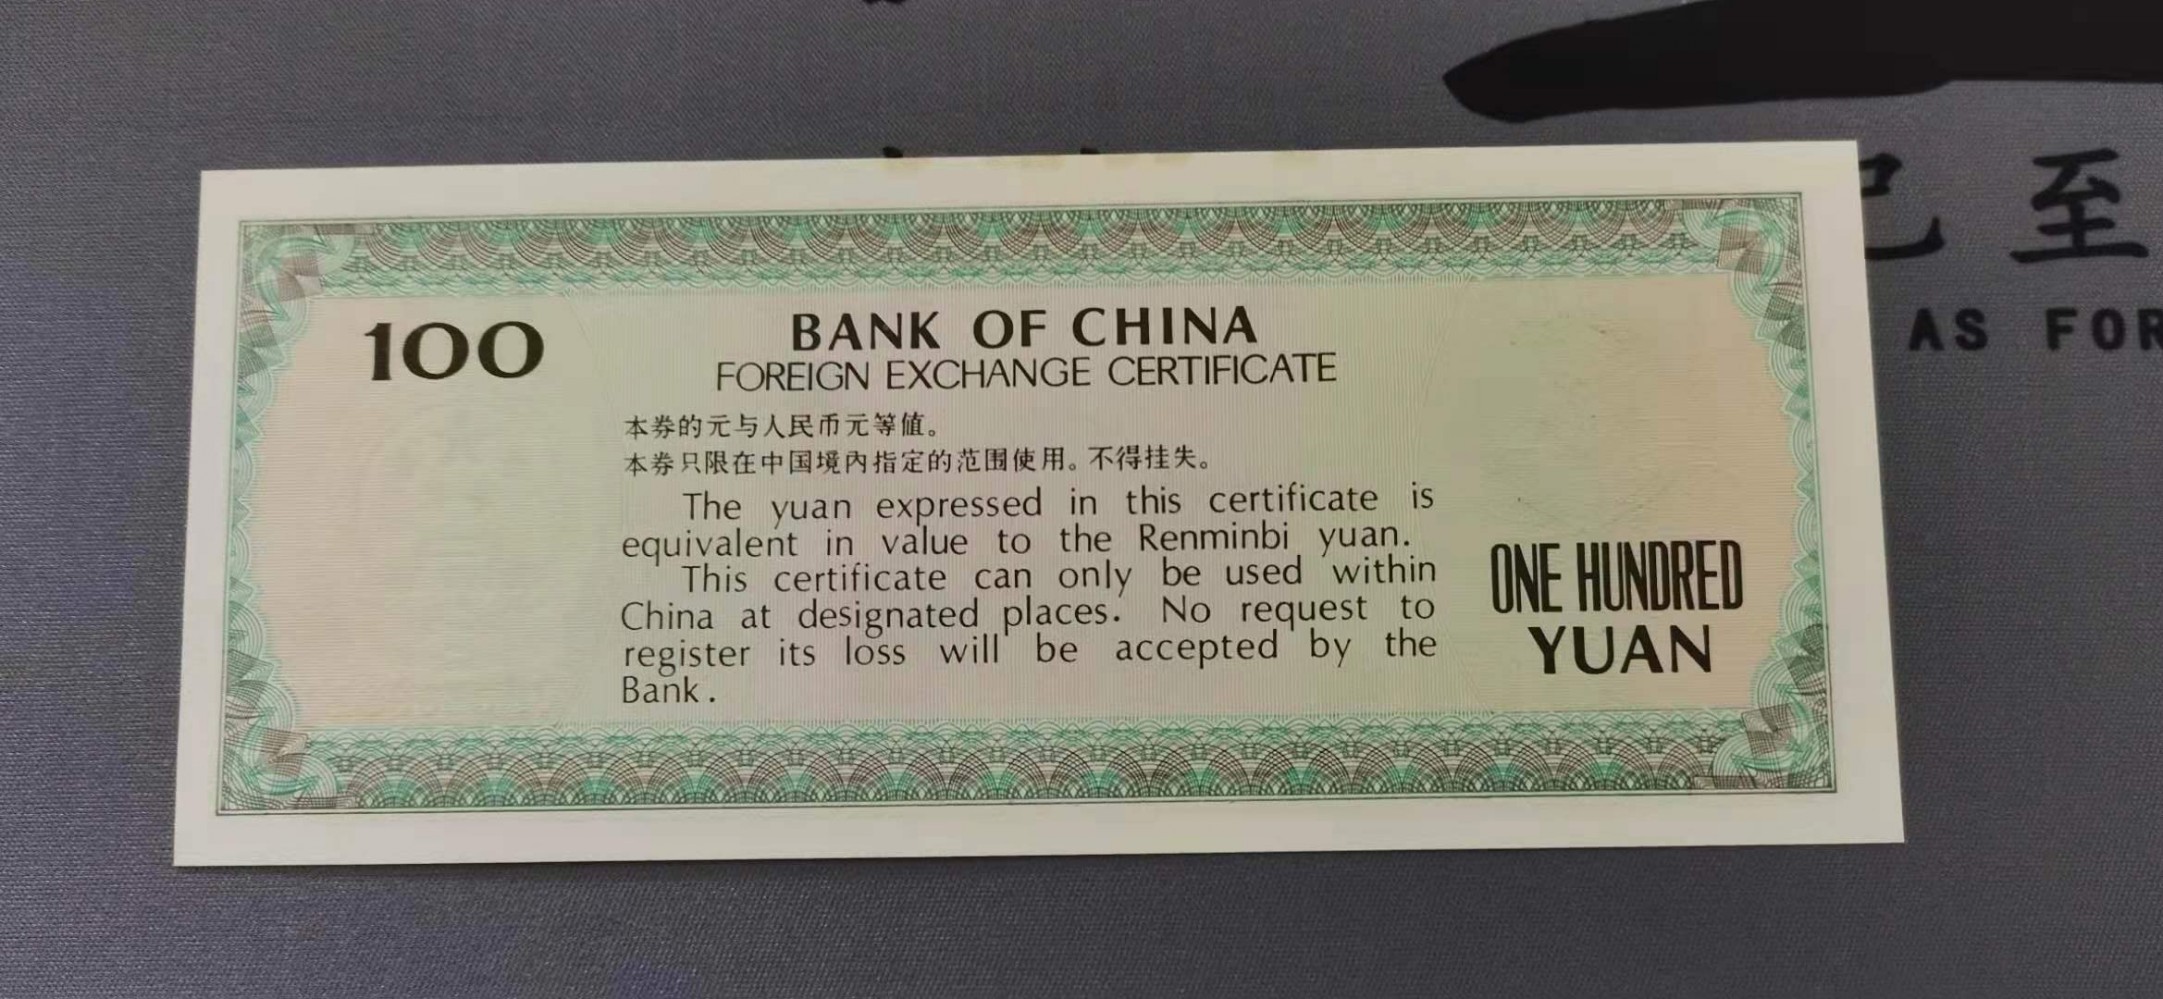 100
BANK OF CHINA
FOREIGN EXCHANGE CERTIFICATE
本券的元与人民币元等值。
本券只限在中国境内指定的范围使用。不得挂失。
The yuan expressed in this certificate is
equivalent in value to the Renminbi yuan.
This certificate can only be used within
China at designated places. No request to
register its loss will be accepted by the
Bank.
ONE HUNDRED
YUAN
至
AS FOR